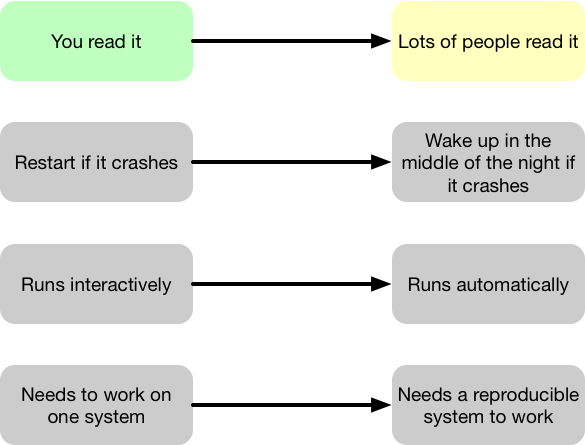 You read it
Lots of people read it
Restart if it crashes
Wake up in the
middle of the night if
it crashes
Runs interactively
Runs automatically
Needs to work on
one system
Needs a reproducible
system to work